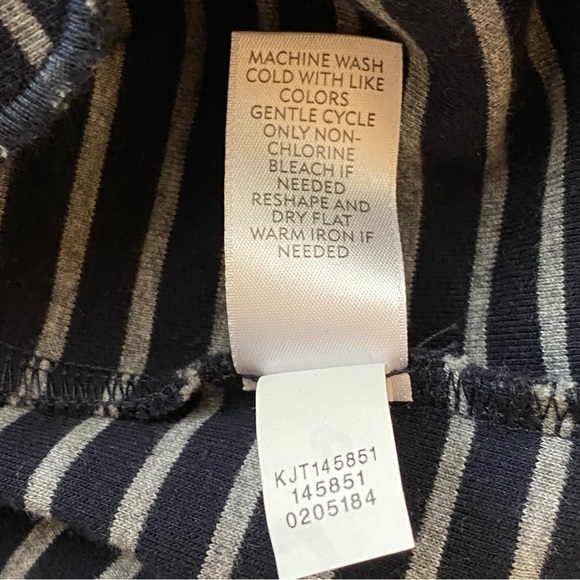 MACHINE WASH
COLD WITH LIKE
COLORS
GENTLE CYCLE
ONLY NON-
CHLORINE
BLEACH IF
NEEDED
RESHAPE AND
DRY FLAT
WARM IRON IF
NEEDED
KJT145851
145851
0205184